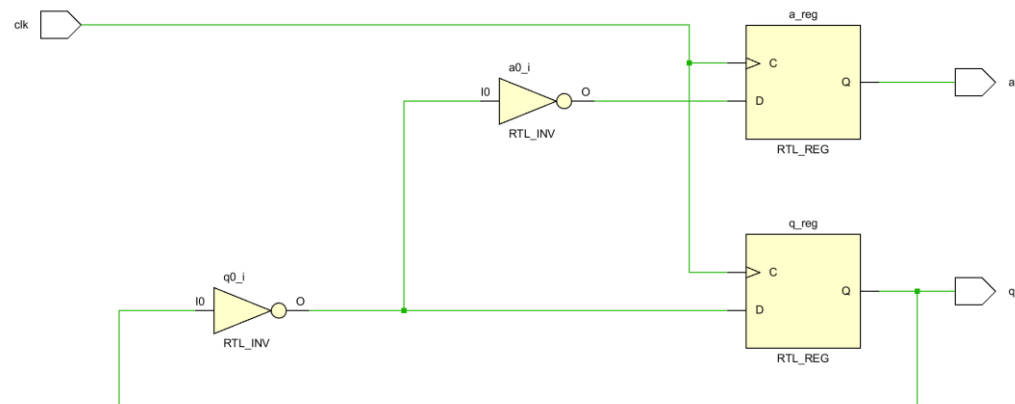 clk
a_reg
a0_i
C
I0
O
Q
a
D
RTL_INV
RTL_REG
q_reg
q0_i
C
Q
q
I0
O
D
RTL_INV
RTL_REG